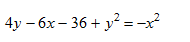 4y − 6x − 36 + y² = −x²